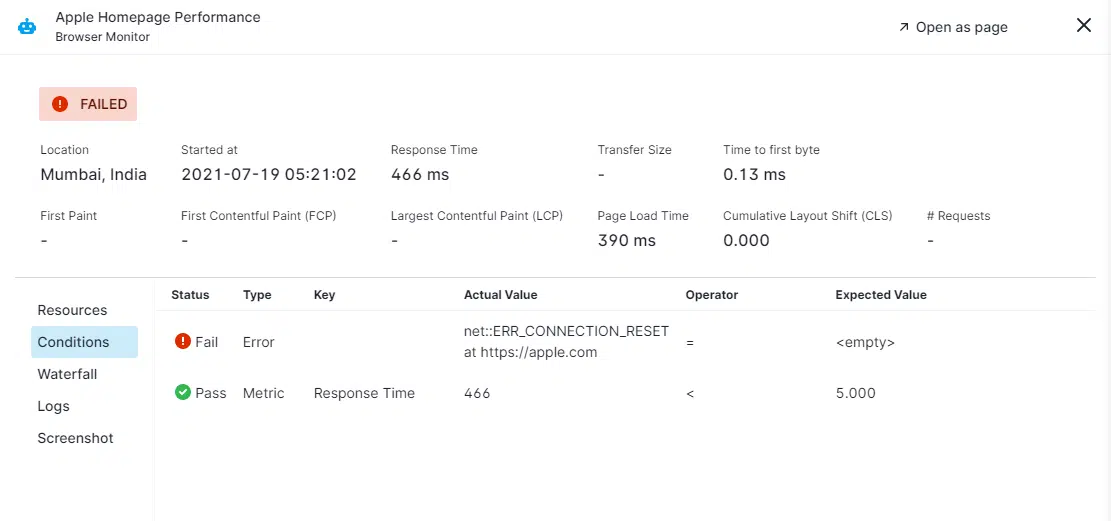 Apple Homepage Performance
Browser Monitor
↗ Open as page
FAILED
Location Started at Response Time Transfer Size Time to first byte
Mumbai, India 2021-07-19 05:21:02 466 ms - 0.13 ms
First Paint First Contentful Paint (FCP) Largest Contentful Paint (LCP) Page Load Time Cumulative Layout Shift (CLS) # Requests
- - - 390 ms 0.000 -
Resources
Conditions
Waterfall
Logs
Screenshot
Status Type Key Actual Value Operator Expected Value
Fail Error net::ERR_CONNECTION_RESET = <empty>
at https://apple.com
Pass Metric Response Time 466 < 5.000